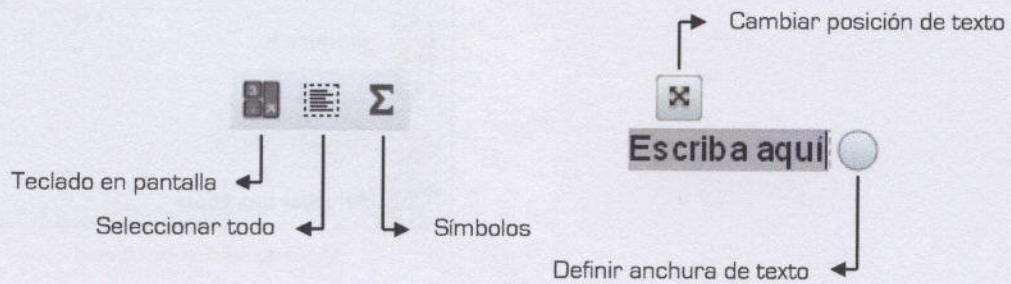 Cambiar posición de texto
Σ
Escriba aquí
Teclado en pantalla
Seleccionar todo
Símbolos
Definir anchura de texto